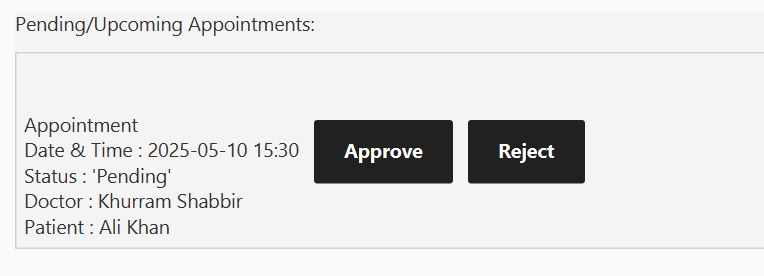 Pending/Upcoming Appointments:
Appointment
Date & Time : 2025-05-10 15:30
Status : 'Pending'
Doctor : Khurram Shabbir
Patient : Ali Khan
Approve
Reject